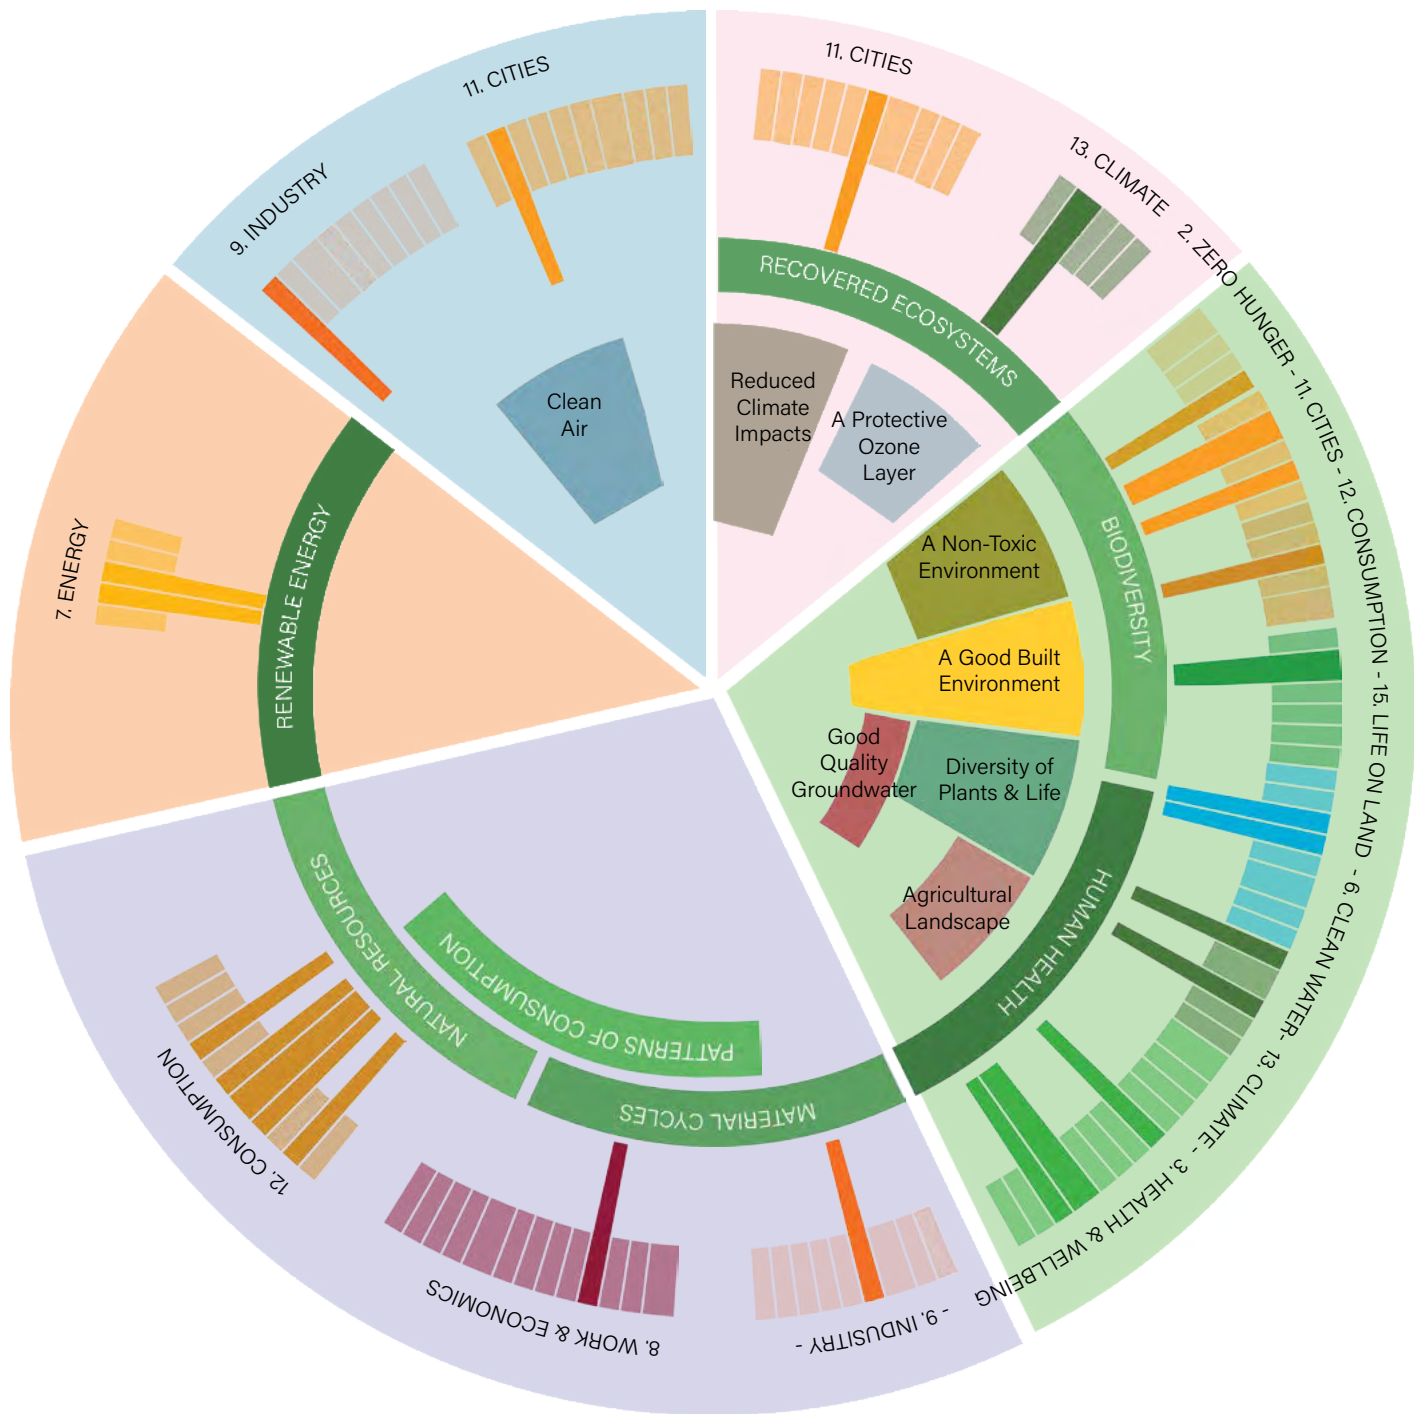 11. CITIES
9. INDUSTRY
Clean
Air
11. CITIES
13. CLIMATE
RECOVERED ECOSYSTEMS
Reduced
Climate
Impacts
A Protective
Ozone
Layer
2. ZERO HUNGER - 11. CITIES - 12. CONSUMPTION - 15. LIFE ON LAND - 6. CLEAN WATER- 13. CLIMATE - 3. HEALTH & WELLBEING
BIODIVERSITY
HUMAN HEALTH
A Non-Toxic
Environment
A Good Built
Environment
Good
Quality
Groundwater
Diversity of
Plants & Life
Agricultural
Landscape
- 9. INDUSITRY -
8. WORK & ECONOMICS
12. CONSUMPTION
MATERIAL CYCLES
NATURAL RESOURCES
PATTERNS OF CONSUMPTION
7. ENERGY
RENEWABLE ENERGY